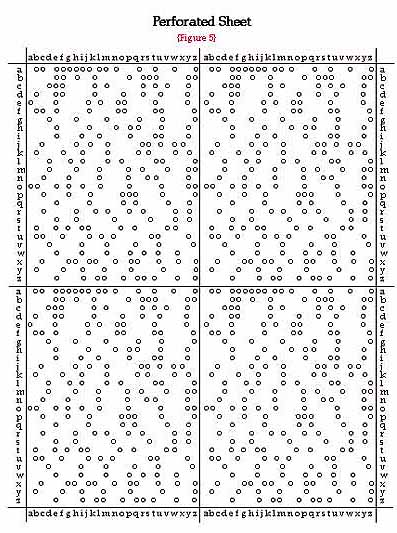 Perforated Sheet
{Figure 5}
abcdefghijklmnopqrstuvwxyz abcdefghijklmnopqrstuvwxyz
a a
b b
c c
d d
e e
f f
g g
h h
i i
j j
k k
l l
m m
n n
o o
p p
q q
r r
s s
t t
u u
v v
w w
x x
y y
z z
a a
b b
c c
d d
e e
f f
g g
h h
i i
j j
k k
l l
m m
n n
o o
p p
q q
r r
s s
t t
u u
v v
w w
x x
y y
z z
abcdefghijklmnopqrstuvwxyz abcdefghijklmnopqrstuvwxyz